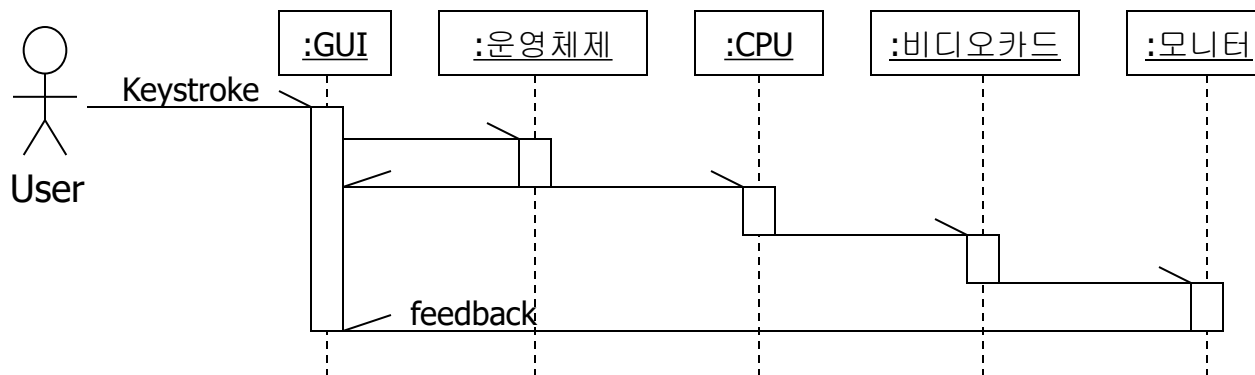 :GUI
:운영체제
:CPU
:비디오카드
:모니터
Keystroke
User
feedback